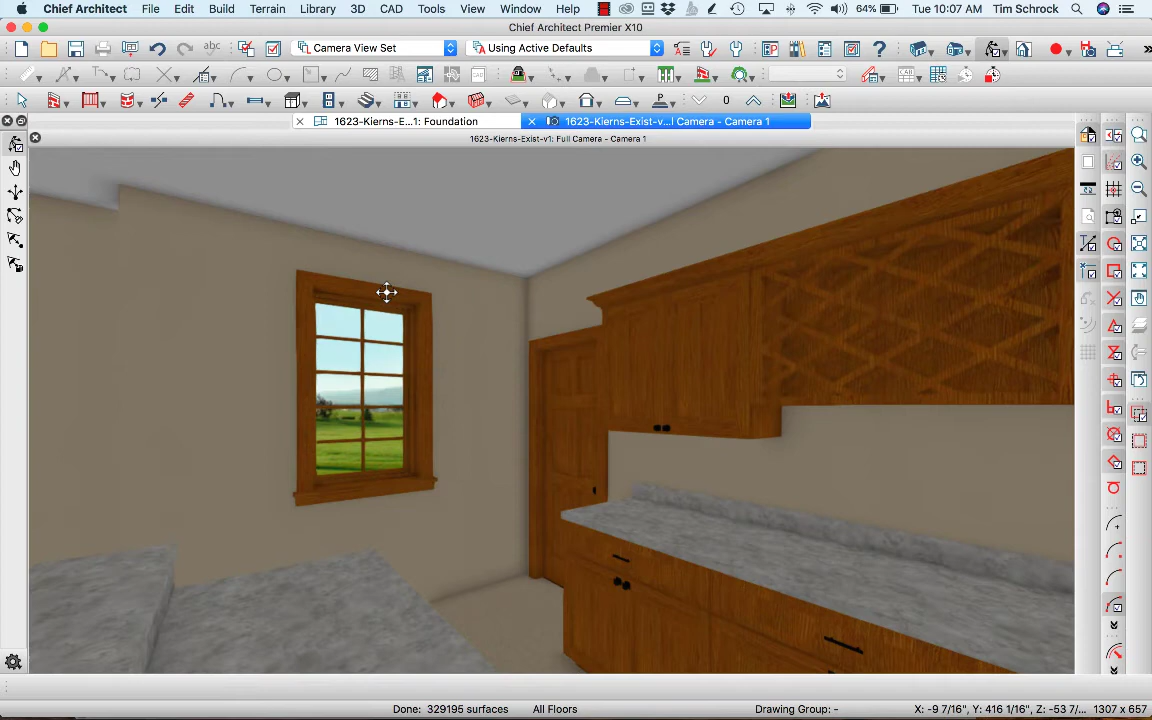 Chief Architect File Edit Build Terrain Library 3D CAD Tools View Window Help 64% Tue 10:07 AM Tim Schrock
Chief Architect Premier X10
abc Camera View Set Using Active Defaults ?
0
1623-Kierns-E...1: Foundation 1623-Kierns-Exist-v...l Camera - Camera 1
1623-Kierns-Exist-v1: Full Camera - Camera 1
Done: 329195 surfaces All Floors Drawing Group: - X: -9 7/16", Y: 416 1/16", Z: -53 7/... 1307 x 657